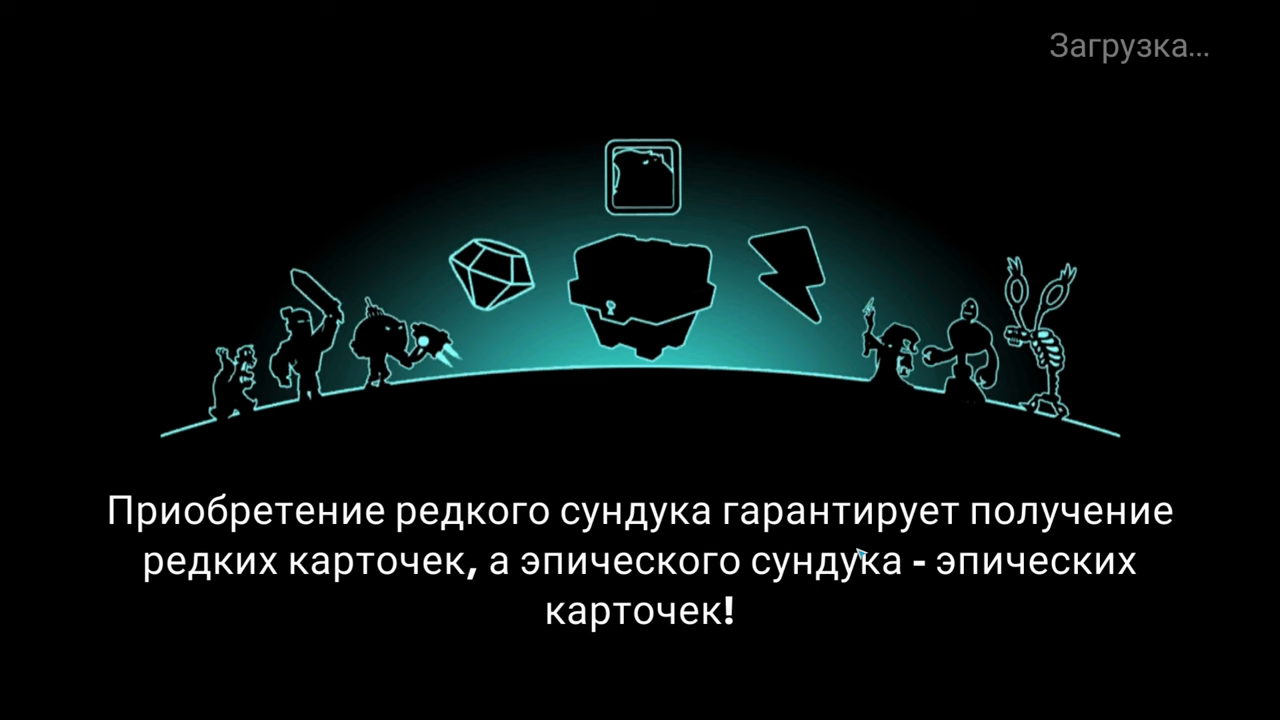 Загрузка...
Приобретение редкого сундука гарантирует получение
редких карточек, а эпического сундука - эпических
карточек!